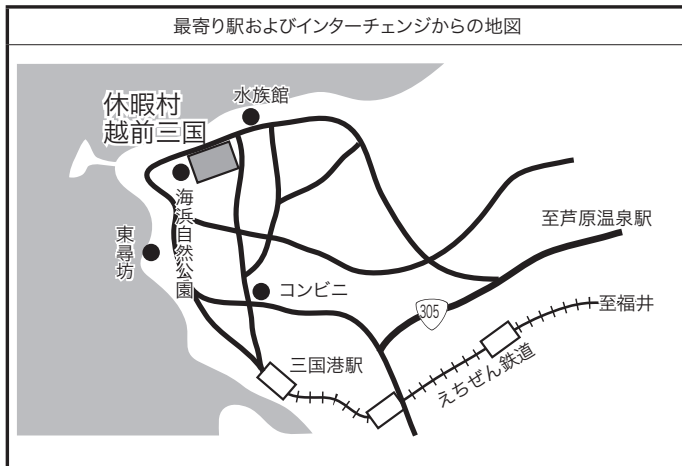 最寄り駅およびインターチェンジからの地図
休暇村
越前三国
水族館
海浜自然公園
東尋坊
至芦原温泉駅
コンビニ
305
至福井
三国港駅
えちぜん鉄道